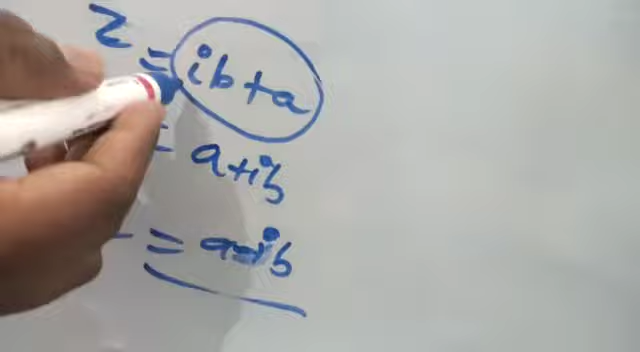 z = ib + a
= a + ib
= a - ib